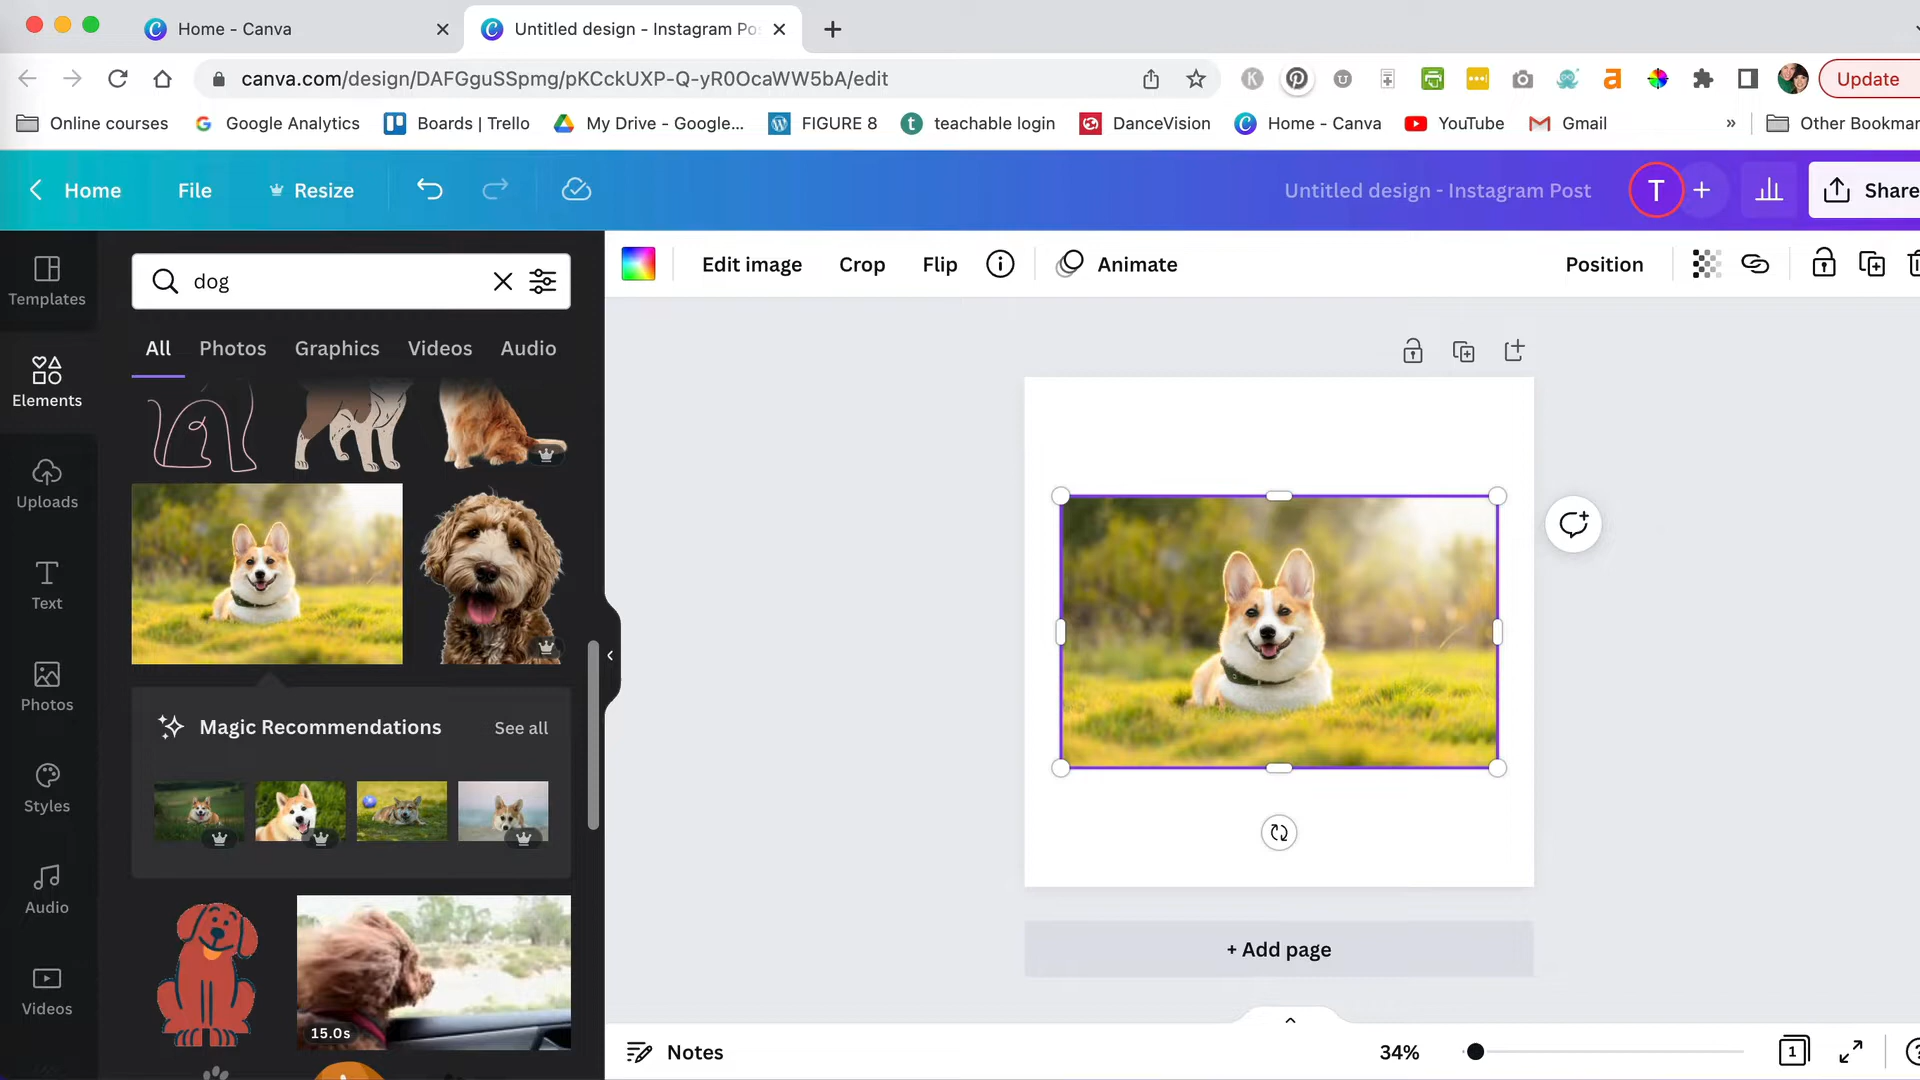 Home - Canva
Untitled design - Instagram Po
canva.com/design/DAFGguSSpmg/pKCckUXP-Q-yR0OcaWW5bA/edit
Update
Online courses
Google Analytics
Boards | Trello
My Drive - Google...
FIGURE 8
teachable login
DanceVision
Home - Canva
YouTube
Gmail
»
Other Bookmar
Home
File
Resize
Untitled design - Instagram Post
T
Share
Templates
Elements
Uploads
Text
Photos
Styles
Audio
Videos
dog
All
Photos
Graphics
Videos
Audio
Magic Recommendations
See all
15.0s
Edit image
Crop
Flip
Animate
Position
+ Add page
Notes
34%
1